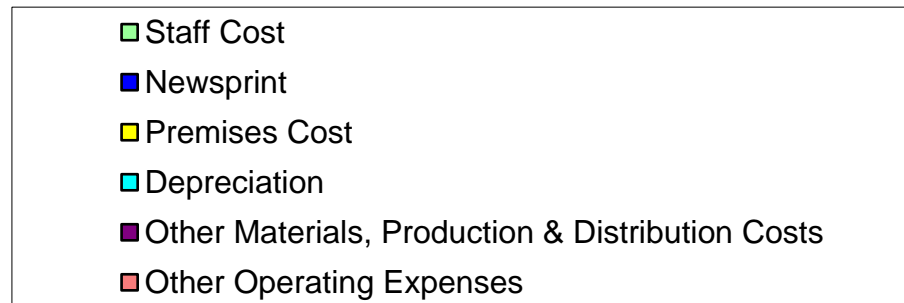 Staff Cost
Newsprint
Premises Cost
Depreciation
Other Materials, Production & Distribution Costs
Other Operating Expenses